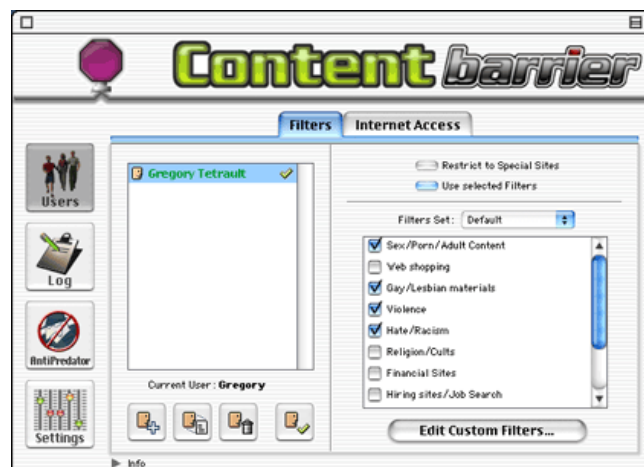 Content barrier
Filters
Internet Access
Users
Log
AntiPredator
Settings
Gregory Tetrault
Current User : Gregory
Restrict to Special Sites
Use selected Filters
Filters Set: Default
Sex/Porn/Adult Content
Web shopping
Gay/Lesbian materials
Violence
Hate/Racism
Religion/Cults
Financial Sites
Hiring sites/Job Search
Edit Custom Filters...
Info